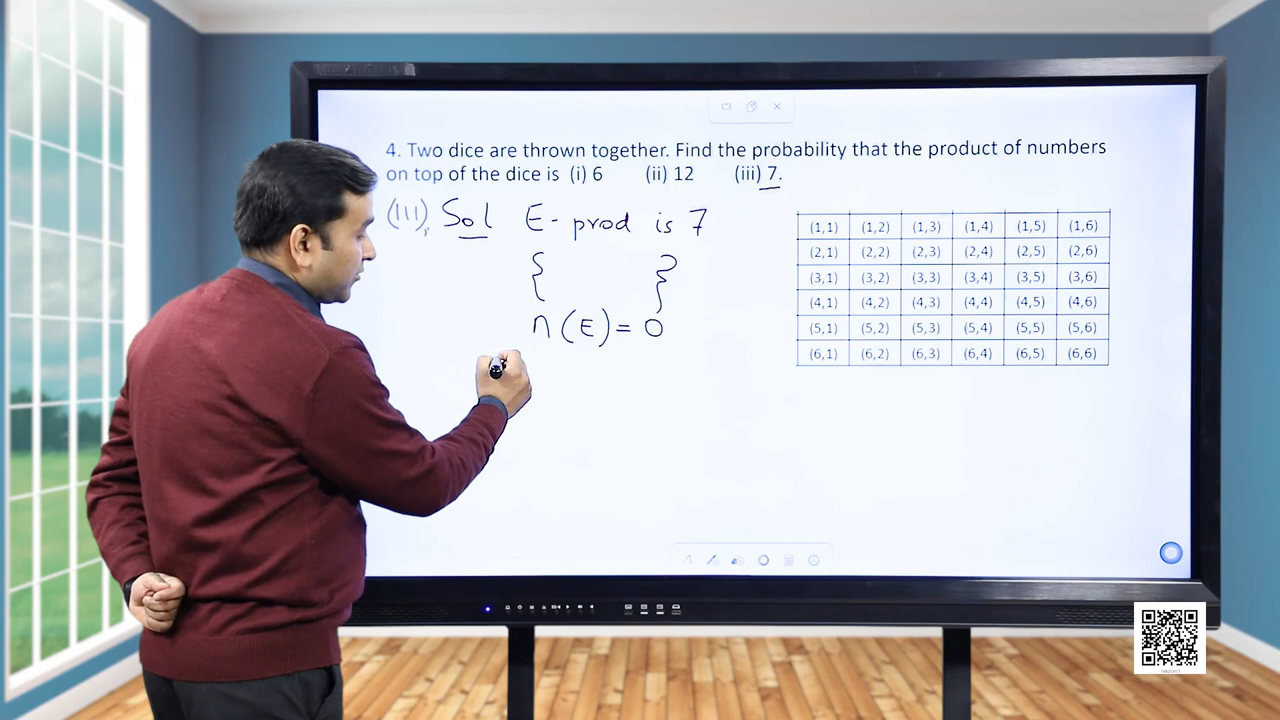 4. Two dice are thrown together. Find the probability that the product of numbers
on top of the dice is (i) 6 (ii) 12 (iii) 7.
(III), Sol E- prod is 7
{ }
n(E) = 0
(1,1) (1,2) (1,3) (1,4) (1,5) (1,6)
(2,1) (2,2) (2,3) (2,4) (2,5) (2,6)
(3,1) (3,2) (3,3) (3,4) (3,5) (3,6)
(4,1) (4,2) (4,3) (4,4) (4,5) (4,6)
(5,1) (5,2) (5,3) (5,4) (5,5) (5,6)
(6,1) (6,2) (6,3) (6,4) (6,5) (6,6)